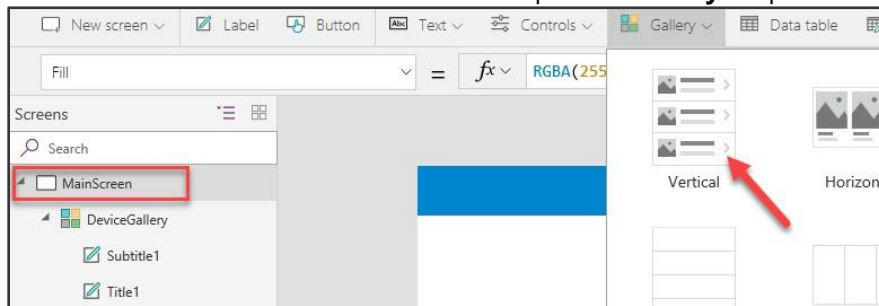 New screen Label Button Abc Text Controls Gallery Data table
Fill = fx RGBA(255
Screens
Search
MainScreen
Vertical Horizon
DeviceGallery
Subtitle1
Title1